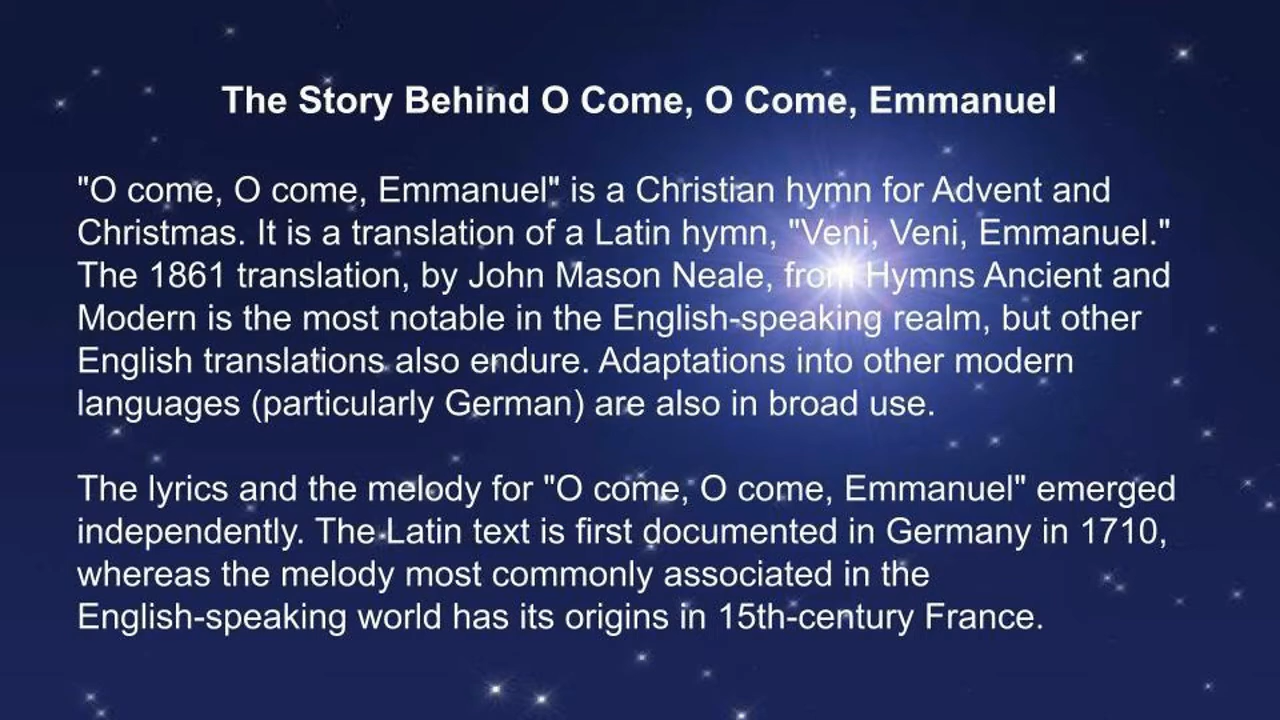 The Story Behind O Come, O Come, Emmanuel
"O come, O come, Emmanuel" is a Christian hymn for Advent and
Christmas. It is a translation of a Latin hymn, "Veni, Veni, Emmanuel."
The 1861 translation, by John Mason Neale, from Hymns Ancient and
Modern is the most notable in the English-speaking realm, but other
English translations also endure. Adaptations into other modern
languages (particularly German) are also in broad use.
The lyrics and the melody for "O come, O come, Emmanuel" emerged
independently. The Latin text is first documented in Germany in 1710,
whereas the melody most commonly associated in the
English-speaking world has its origins in 15th-century France.